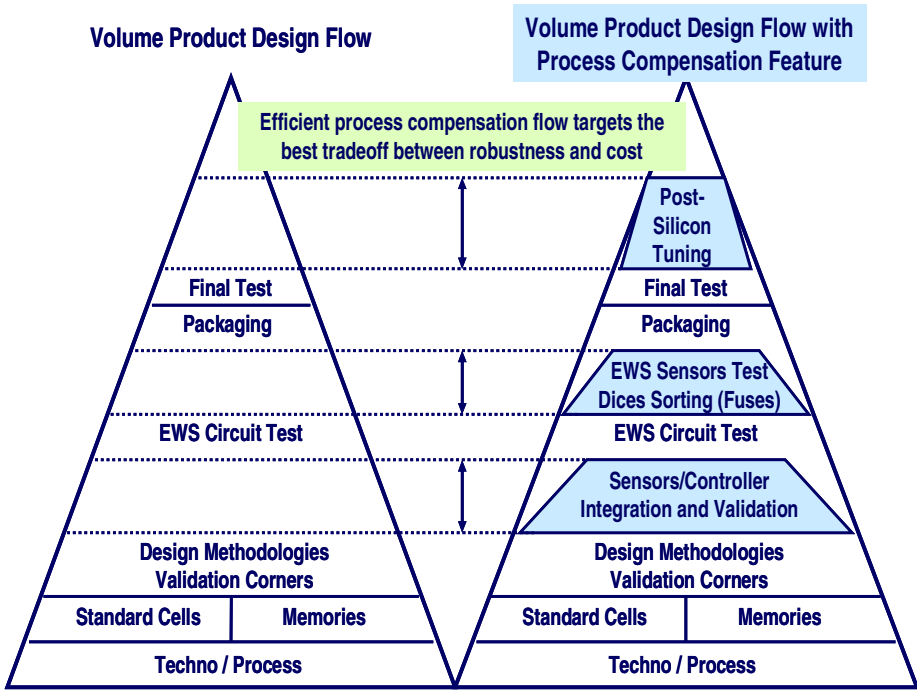 Volume Product Design Flow
Volume Product Design Flow with
Process Compensation Feature
Efficient process compensation flow targets the
best tradeoff between robustness and cost
Final Test
Packaging
EWS Circuit Test
Design Methodologies
Validation Corners
Standard Cells
Memories
Techno / Process
Post-
Silicon
Tuning
Final Test
Packaging
EWS Sensors Test
Dices Sorting (Fuses)
EWS Circuit Test
Sensors/Controller
Integration and Validation
Design Methodologies
Validation Corners
Standard Cells
Memories
Techno / Process